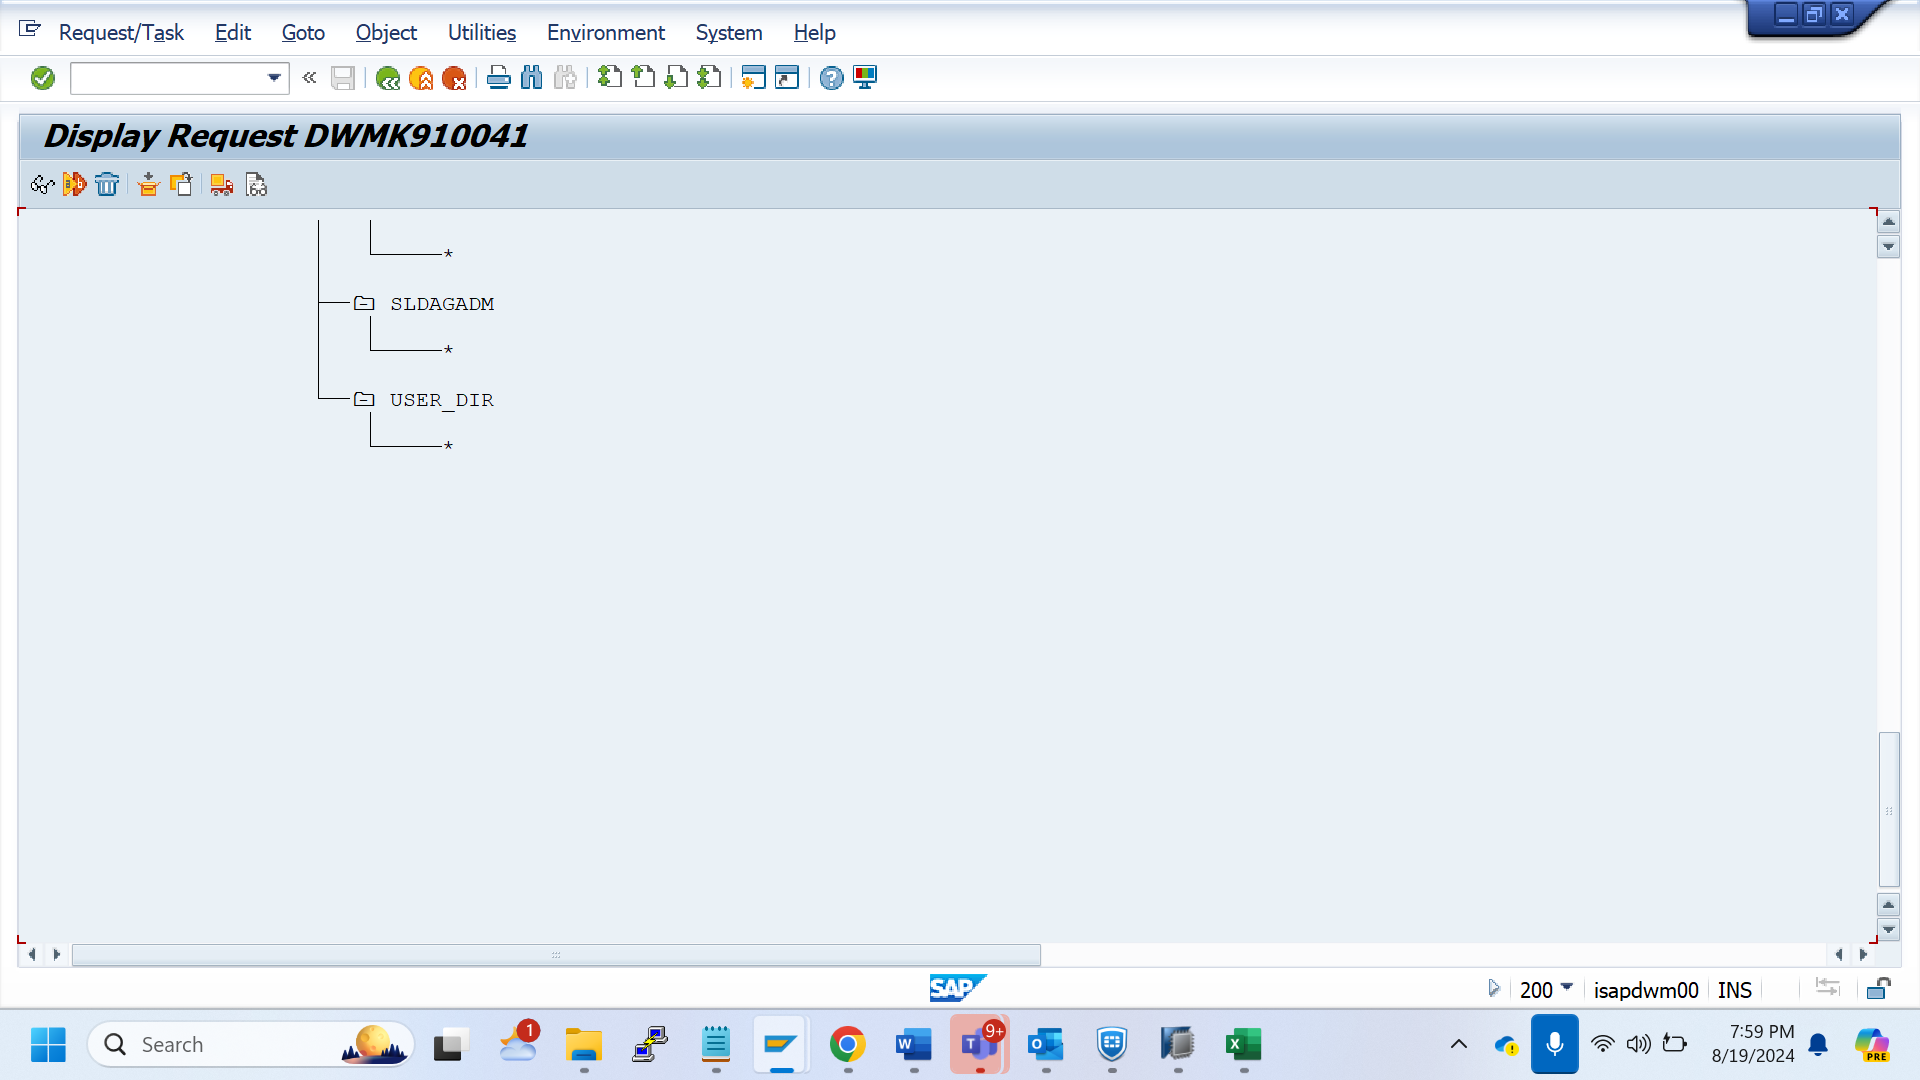 Request/Task Edit Goto Object Utilities Environment System Help
Display Request DWMK910041
*
SLDAGADM
*
USER_DIR
*
SAP
200 isapdwm00 INS
Search
1
9+
7:59 PM
8/19/2024
PRE